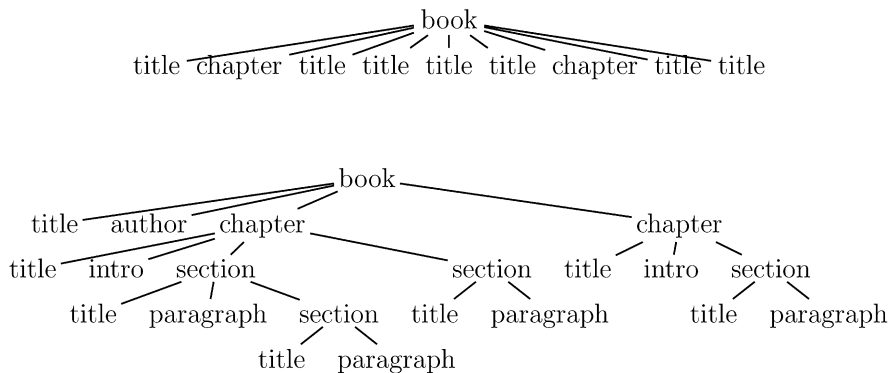 book
title chapter title title title title chapter title title
book
title author chapter chapter
title intro section section title intro section
title paragraph section title paragraph title paragraph
title paragraph